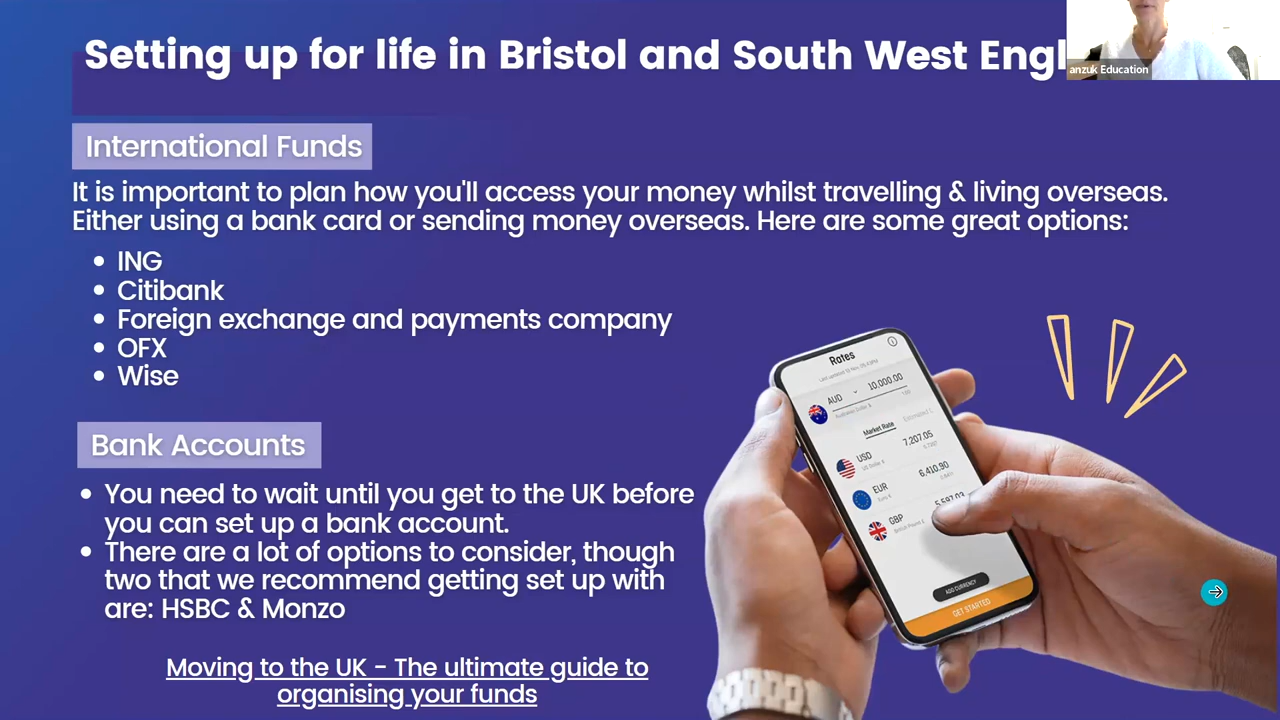 Setting up for life in Bristol and South West Engl
anzuk Education
International Funds
It is important to plan how you'll access your money whilst travelling & living overseas.
Either using a bank card or sending money overseas. Here are some great options:
• ING
• Citibank
• Foreign exchange and payments company
• OFX
• Wise
Bank Accounts
• You need to wait until you get to the UK before
you can set up a bank account.
• There are a lot of options to consider, though
two that we recommend getting set up with
are: HSBC & Monzo
Moving to the UK - The ultimate guide to
organising your funds
Rates
AUD 10,000.00
Australian Dollar $
Market Rate
USD 7,207.05
US Dollar $
EUR 6,410.90
GBP
ADD CURRENCY
GET STARTED